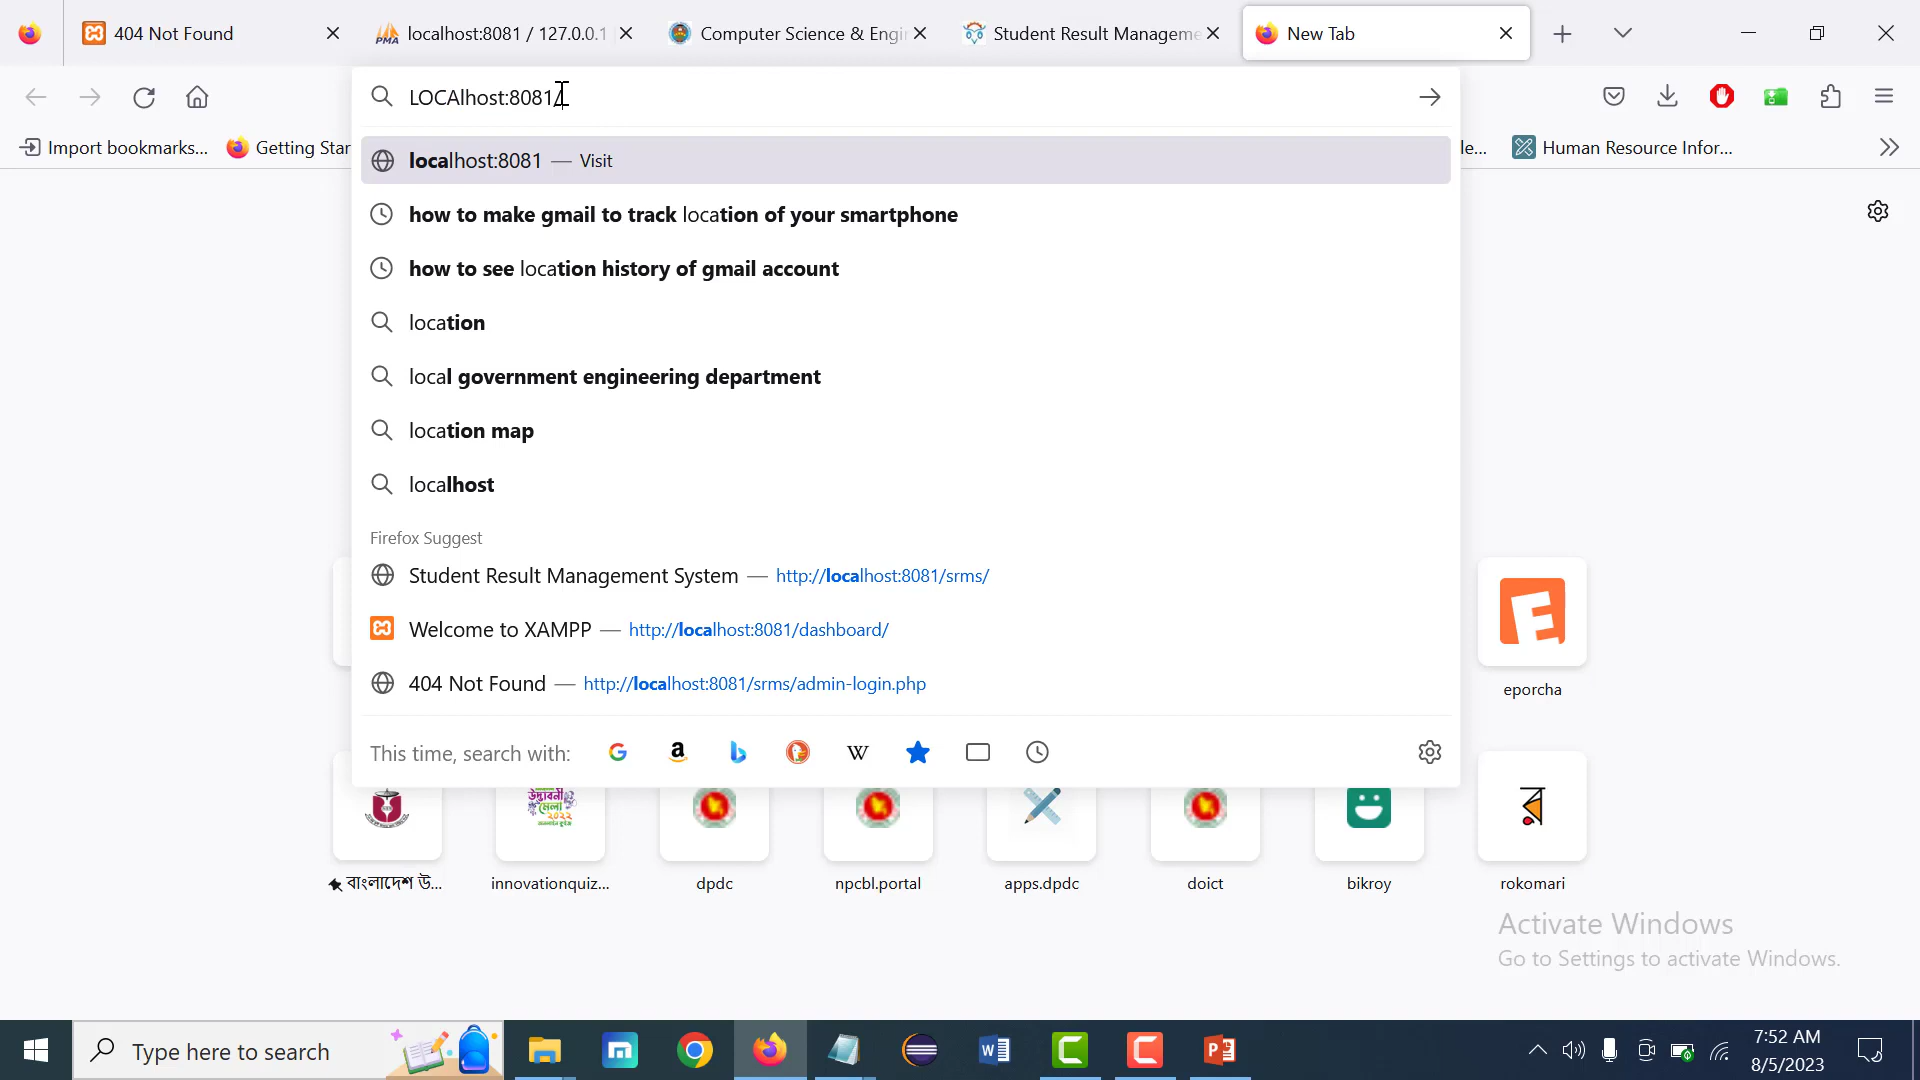 404 Not Found
localhost:8081 / 127.0.0.1
Computer Science & Engi
Student Result Manageme
New Tab
LOCAlhost:8081/
Import bookmarks...
Getting Star
le...
Human Resource Infor...
localhost:8081 — Visit
how to make gmail to track location of your smartphone
how to see location history of gmail account
location
local government engineering department
location map
localhost
Firefox Suggest
Student Result Management System — http://localhost:8081/srms/
Welcome to XAMPP — http://localhost:8081/dashboard/
404 Not Found — http://localhost:8081/srms/admin-login.php
eporcha
This time, search with:
উদ্ভাবনী
মেলা
২০২২
বাংলাদেশ উ...
innovationquiz...
dpdc
npcbl.portal
apps.dpdc
doict
bikroy
rokomari
Activate Windows
Go to Settings to activate Windows.
Type here to search
7:52 AM
8/5/2023